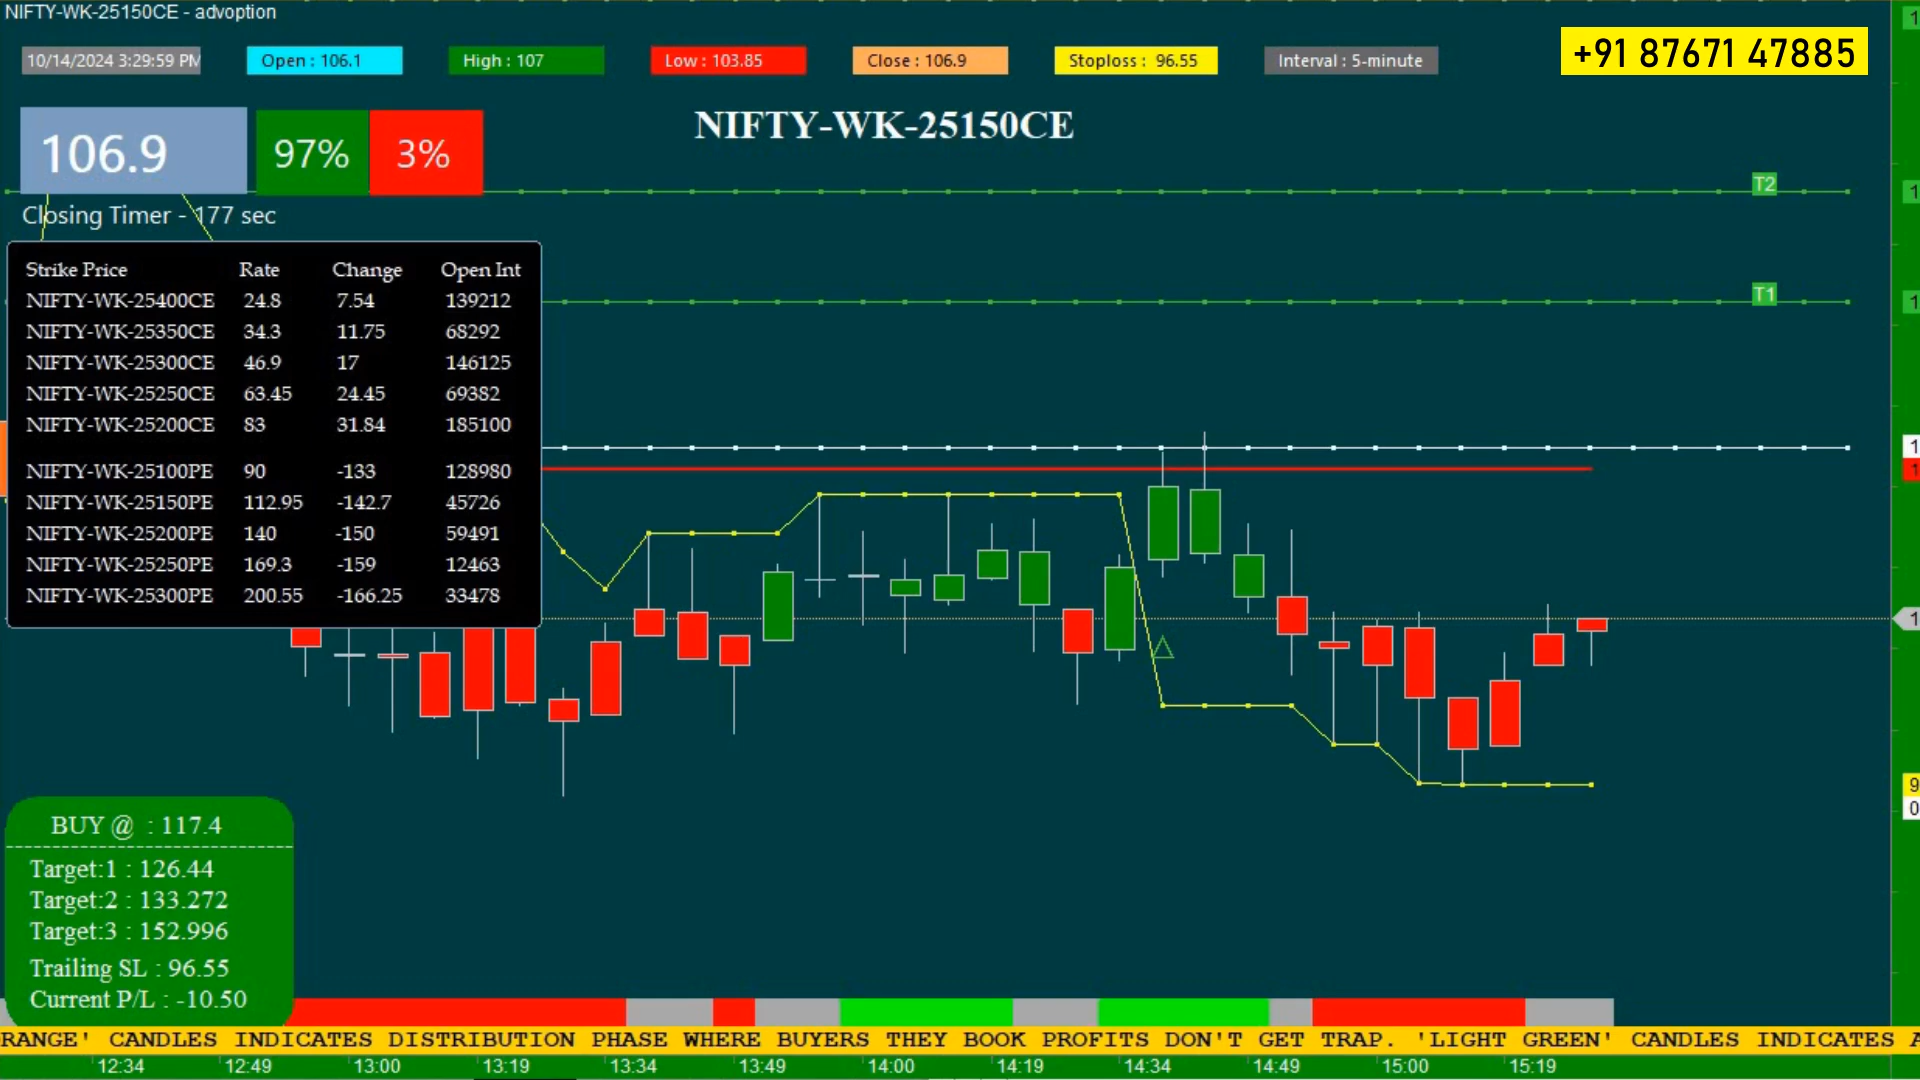 NIFTY-WK-25150CE - advoption
10/14/2024 3:29:59 PM
Open : 106.1
High : 107
Low : 103.85
Close : 106.9
Stoploss : 96.55
Interval : 5-minute
+91 87671 47885
106.9
97%
3%
NIFTY-WK-25150CE
T2
Closing Timer - 177 sec
Strike Price Rate Change Open Int
NIFTY-WK-25400CE 24.8 7.54 139212
T1
NIFTY-WK-25350CE 34.3 11.75 68292
NIFTY-WK-25300CE 46.9 17 146125
NIFTY-WK-25250CE 63.45 24.45 69382
NIFTY-WK-25200CE 83 31.84 185100
NIFTY-WK-25100PE 90 -133 128980
NIFTY-WK-25150PE 112.95 -142.7 45726
NIFTY-WK-25200PE 140 -150 59491
NIFTY-WK-25250PE 169.3 -159 12463
NIFTY-WK-25300PE 200.55 -166.25 33478
BUY @ : 117.4
Target:1 : 126.44
Target:2 : 133.272
Target:3 : 152.996
Trailing SL : 96.55
Current P/L : -10.50
RANGE' CANDLES INDICATES DISTRIBUTION PHASE WHERE BUYERS THEY BOOK PROFITS DON'T GET TRAP. 'LIGHT GREEN' CANDLES INDICATES
12:34 12:49 13:00 13:19 13:34 13:49 14:00 14:19 14:34 14:49 15:00 15:19